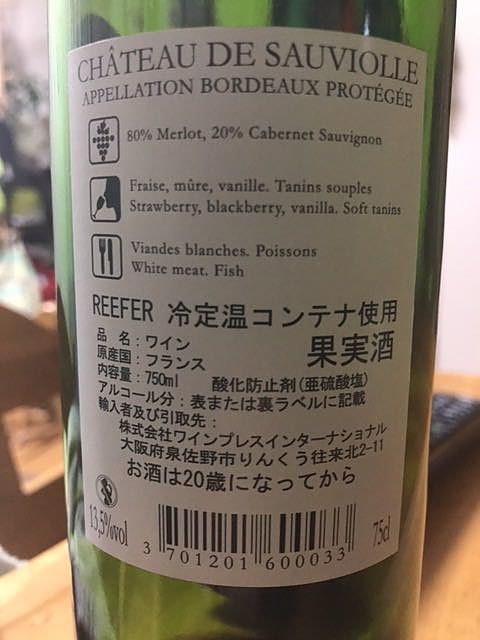 CHÂTEAU DE SAUVIOLLE
APPELLATION BORDEAUX PROTÉGÉE
80% Merlot, 20% Cabernet Sauvignon
Fraise, mûre, vanille. Tanins souples
Strawberry, blackberry, vanilla. Soft tanins
Viandes blanches. Poissons
White meat. Fish
REEFER 冷定温コンテナ使用
品 名：ワイン
果実酒
原産国：フランス
内容量：750ml 酸化防止剤(亜硫酸塩)
アルコール分：表または裏ラベルに記載
輸入者及び引取先：
株式会社ワインプレスインターナショナル
大阪府泉佐野市りんくう往来北2-11
お酒は20歳になってから
13,5%vol
3 701201 600033
75cl